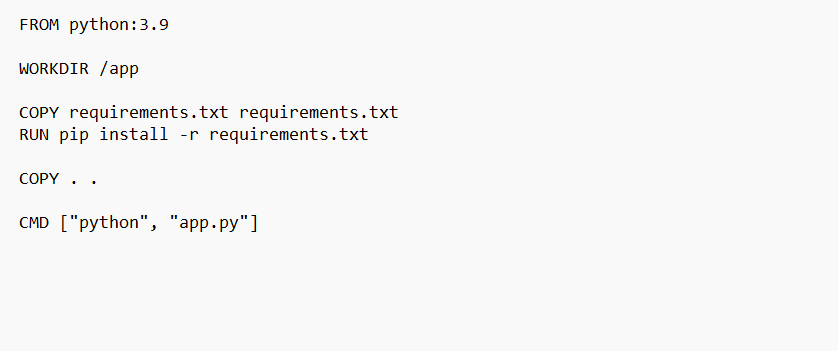 FROM python:3.9
WORKDIR /app
COPY requirements.txt requirements.txt
RUN pip install -r requirements.txt
COPY . .
CMD ["python", "app.py"]